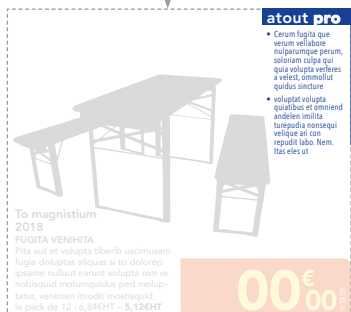 atout pro
• Cerum fugita que
verum vellabore
nulparumque perum,
soloriam culpa qui
quia volupta verferes
a velest, ommollut
quidus sincture
• voluptat volupta
quiatibus et omniend
andelen imilita
turepudia nonsequi
velique ari con
repudit labo. Nem.
Itas eles ut
To magnistium
2018
FUGITA VENIHITA
Pita aut et volupta tiberib uscimusam
fugia doluptas aliquas si to dolorep
ipsame nullaut earunt volupta nim re
nobisquid molumquidus ped molup-
tatur, venimen imodit mostisquid
le pack de 12 : 6,84€HT – 5,12€HT
00€00